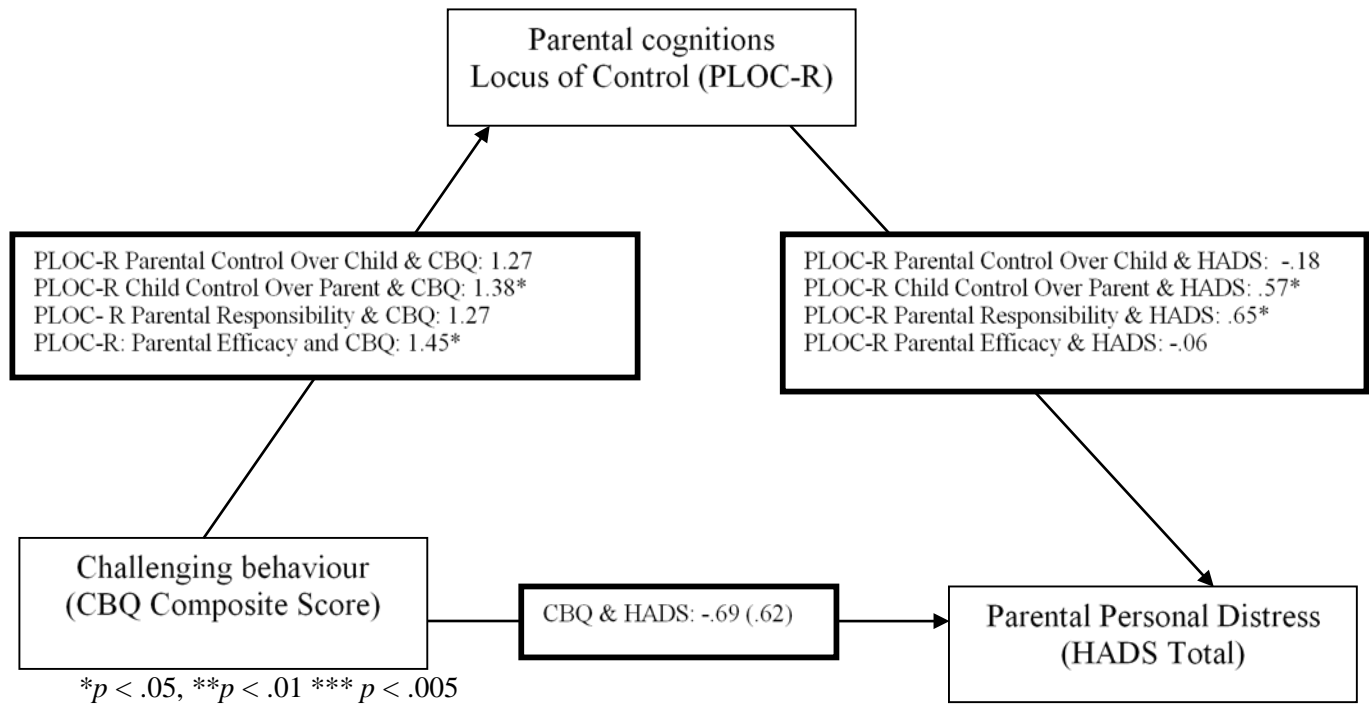 Parental cognitions
Locus of Control (PLOC-R)
PLOC-R Parental Control Over Child & CBQ: 1.27
PLOC-R Child Control Over Parent & CBQ: 1.38*
PLOC- R Parental Responsibility & CBQ: 1.27
PLOC-R: Parental Efficacy and CBQ: 1.45*
PLOC-R Parental Control Over Child & HADS: -.18
PLOC-R Child Control Over Parent & HADS: .57*
PLOC-R Parental Responsibility & HADS: .65*
PLOC-R Parental Efficacy & HADS: -.06
Challenging behaviour
(CBQ Composite Score)
CBQ & HADS: -.69 (.62)
Parental Personal Distress
(HADS Total)
*p < .05, **p < .01 *** p < .005